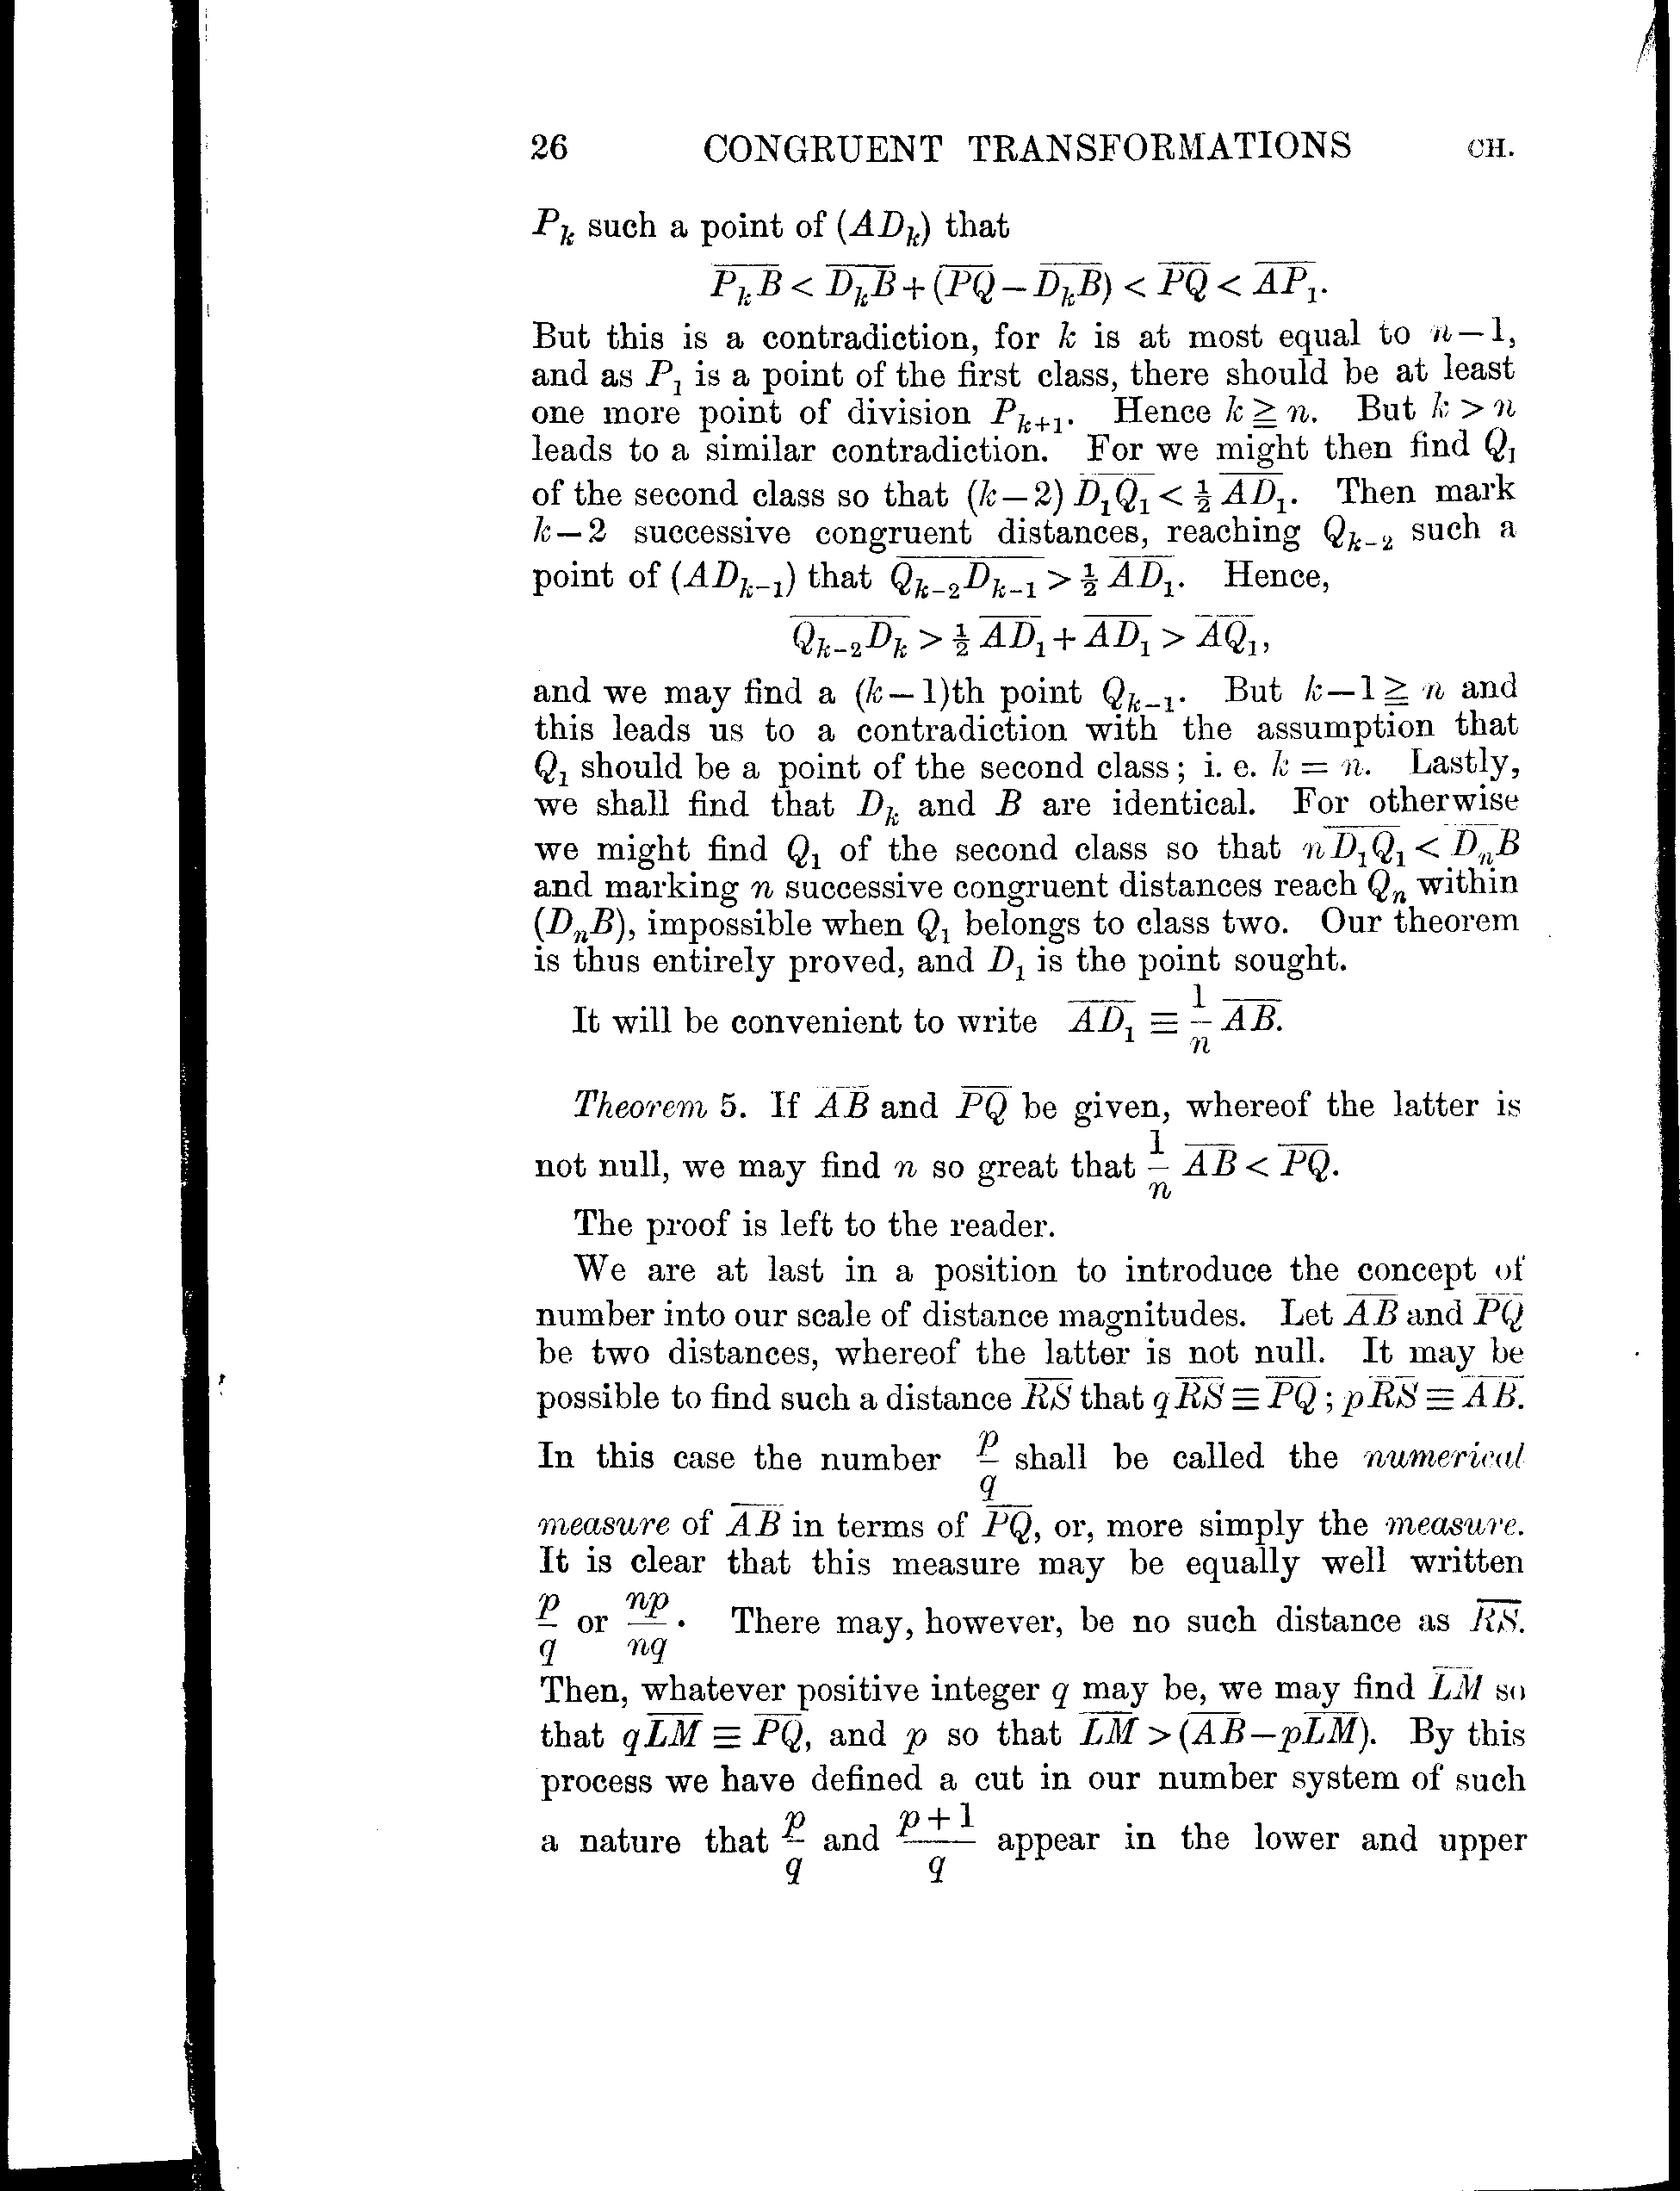 26 CONGRUENT TRANSFORMATIONS CH.
$P_k$ such a point of $(AD_k)$ that
$\overline{P_kB} < \overline{D_kB} + (\overline{PQ} - \overline{D_kB}) < \overline{PQ} < \overline{AP_1}.$
But this is a contradiction, for $k$ is at most equal to $n-1$,
and as $P_1$ is a point of the first class, there should be at least
one more point of division $P_{k+1}$. Hence $k \geqq n$. But $k > n$
leads to a similar contradiction. For we might then find $Q_1$
of the second class so that $(k-2)\,\overline{D_1Q_1} < \frac{1}{2}\,\overline{AD_1}$. Then mark
$k-2$ successive congruent distances, reaching $Q_{k-2}$ such a
point of $(AD_{k-1})$ that $\overline{Q_{k-2}D_{k-1}} > \frac{1}{2}\,\overline{AD_1}$. Hence,
$\overline{Q_{k-2}D_k} > \frac{1}{2}\,\overline{AD_1} + \overline{AD_1} > \overline{AQ_1},$
and we may find a $(k-1)$th point $Q_{k-1}$. But $k-1 \geqq n$ and
this leads us to a contradiction with the assumption that
$Q_1$ should be a point of the second class; i. e. $k = n$. Lastly,
we shall find that $D_k$ and $B$ are identical. For otherwise
we might find $Q_1$ of the second class so that $n\,\overline{D_1Q_1} < \overline{D_nB}$
and marking $n$ successive congruent distances reach $Q_n$ within
$(D_nB)$, impossible when $Q_1$ belongs to class two. Our theorem
is thus entirely proved, and $D_1$ is the point sought.
It will be convenient to write $\overline{AD_1} \equiv \frac{1}{n}\,\overline{AB}.$
Theorem 5. If $\overline{AB}$ and $\overline{PQ}$ be given, whereof the latter is
not null, we may find $n$ so great that $\frac{1}{n}\,\overline{AB} < \overline{PQ}.$
The proof is left to the reader.
We are at last in a position to introduce the concept of
number into our scale of distance magnitudes. Let $\overline{AB}$ and $\overline{PQ}$
be two distances, whereof the latter is not null. It may be
possible to find such a distance $\overline{RS}$ that $q\,\overline{RS} \equiv \overline{PQ}$; $p\,\overline{RS} \equiv \overline{AB}.$
In this case the number $\frac{p}{q}$ shall be called the numerical
measure of $\overline{AB}$ in terms of $\overline{PQ}$, or, more simply the measure.
It is clear that this measure may be equally well written
$\frac{p}{q}$ or $\frac{np}{nq}$. There may, however, be no such distance as $\overline{RS}.$
Then, whatever positive integer $q$ may be, we may find $\overline{LM}$ so
that $q\,\overline{LM} \equiv \overline{PQ}$, and $p$ so that $\overline{LM} > (\overline{AB} - p\overline{LM})$. By this
process we have defined a cut in our number system of such
a nature that $\frac{p}{q}$ and $\frac{p+1}{q}$ appear in the lower and upper